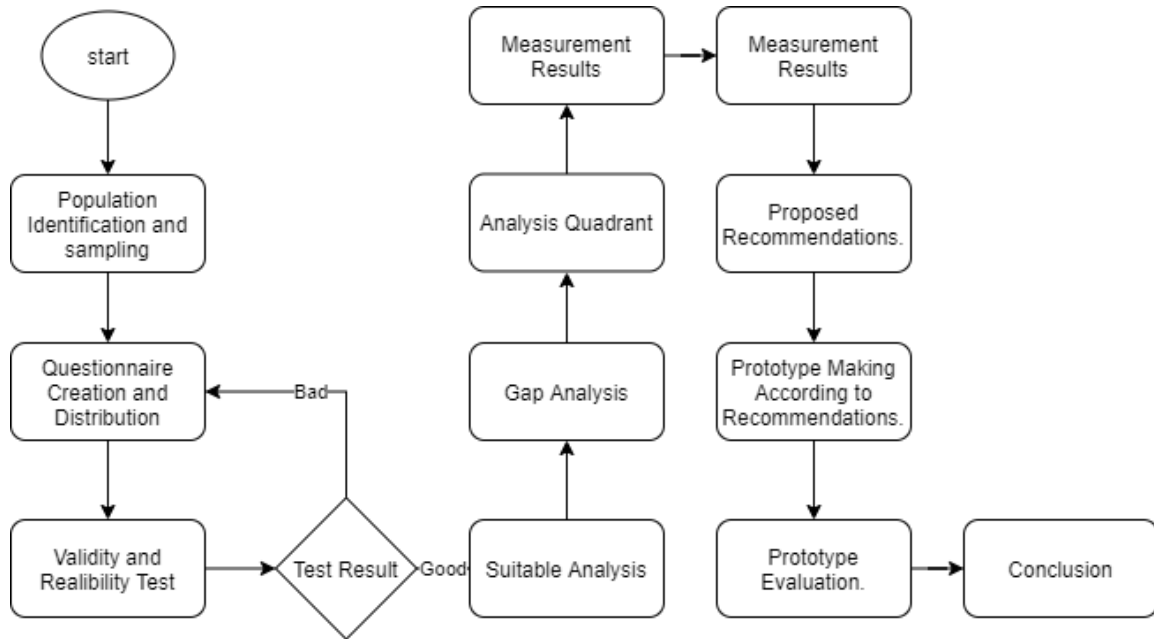 start
Population
Identification and
sampling
Questionnaire
Creation and
Distribution
Validity and
Realibility Test
Test Result
Bad
Good
Suitable Analysis
Gap Analysis
Analysis Quadrant
Measurement
Results
Measurement
Results
Proposed
Recommendations.
Prototype Making
According to
Recommendations.
Prototype
Evaluation.
Conclusion